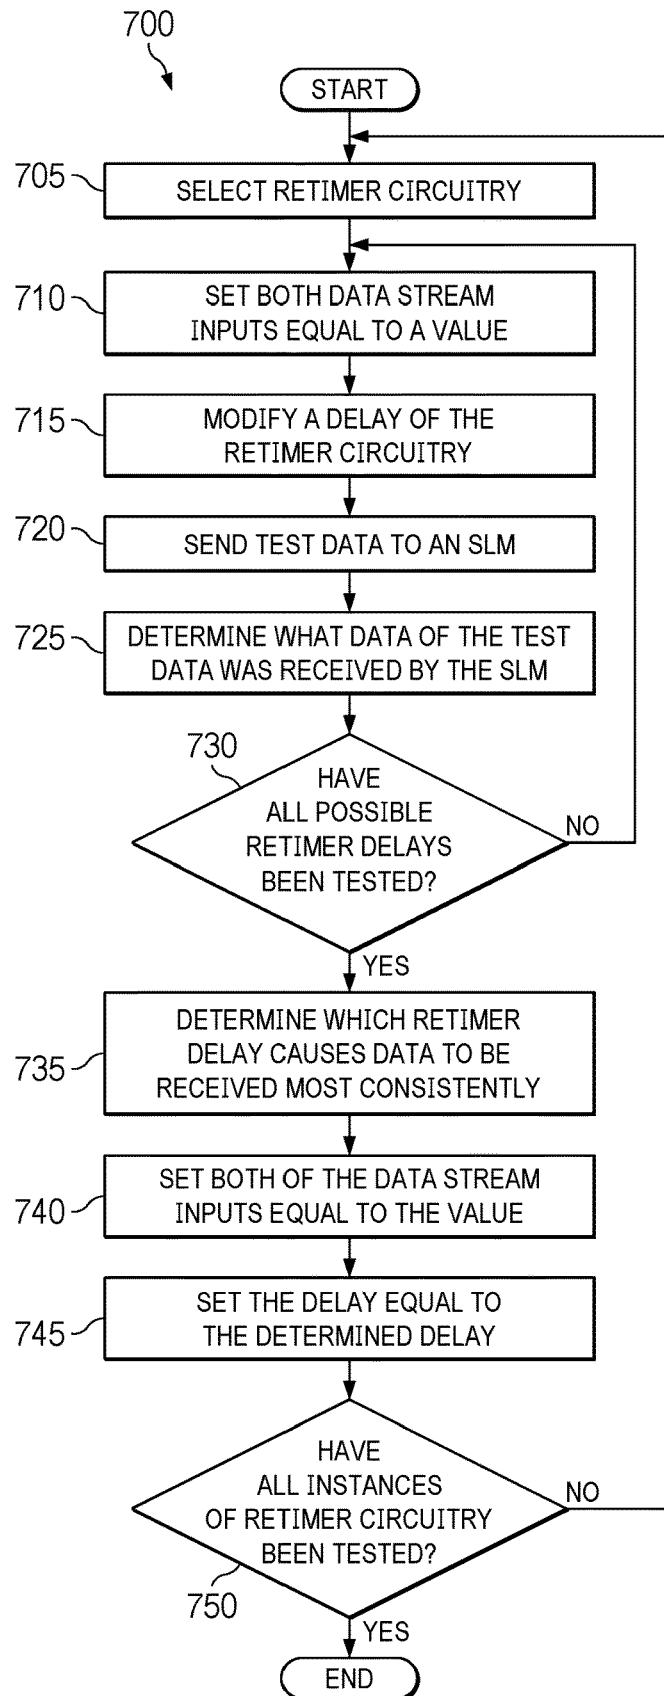 700
START
705
SELECT RETIMER CIRCUITRY
710
SET BOTH DATA STREAM
INPUTS EQUAL TO A VALUE
715
MODIFY A DELAY OF THE
RETIMER CIRCUITRY
720
SEND TEST DATA TO AN SLM
725
DETERMINE WHAT DATA OF THE TEST
DATA WAS RECEIVED BY THE SLM
730
HAVE
ALL POSSIBLE
RETIMER DELAYS
BEEN TESTED?
NO
YES
735
DETERMINE WHICH RETIMER
DELAY CAUSES DATA TO BE
RECEIVED MOST CONSISTENTLY
740
SET BOTH OF THE DATA STREAM
INPUTS EQUAL TO THE VALUE
745
SET THE DELAY EQUAL TO
THE DETERMINED DELAY
HAVE
ALL INSTANCES
OF RETIMER CIRCUITRY
BEEN TESTED?
NO
750
YES
END